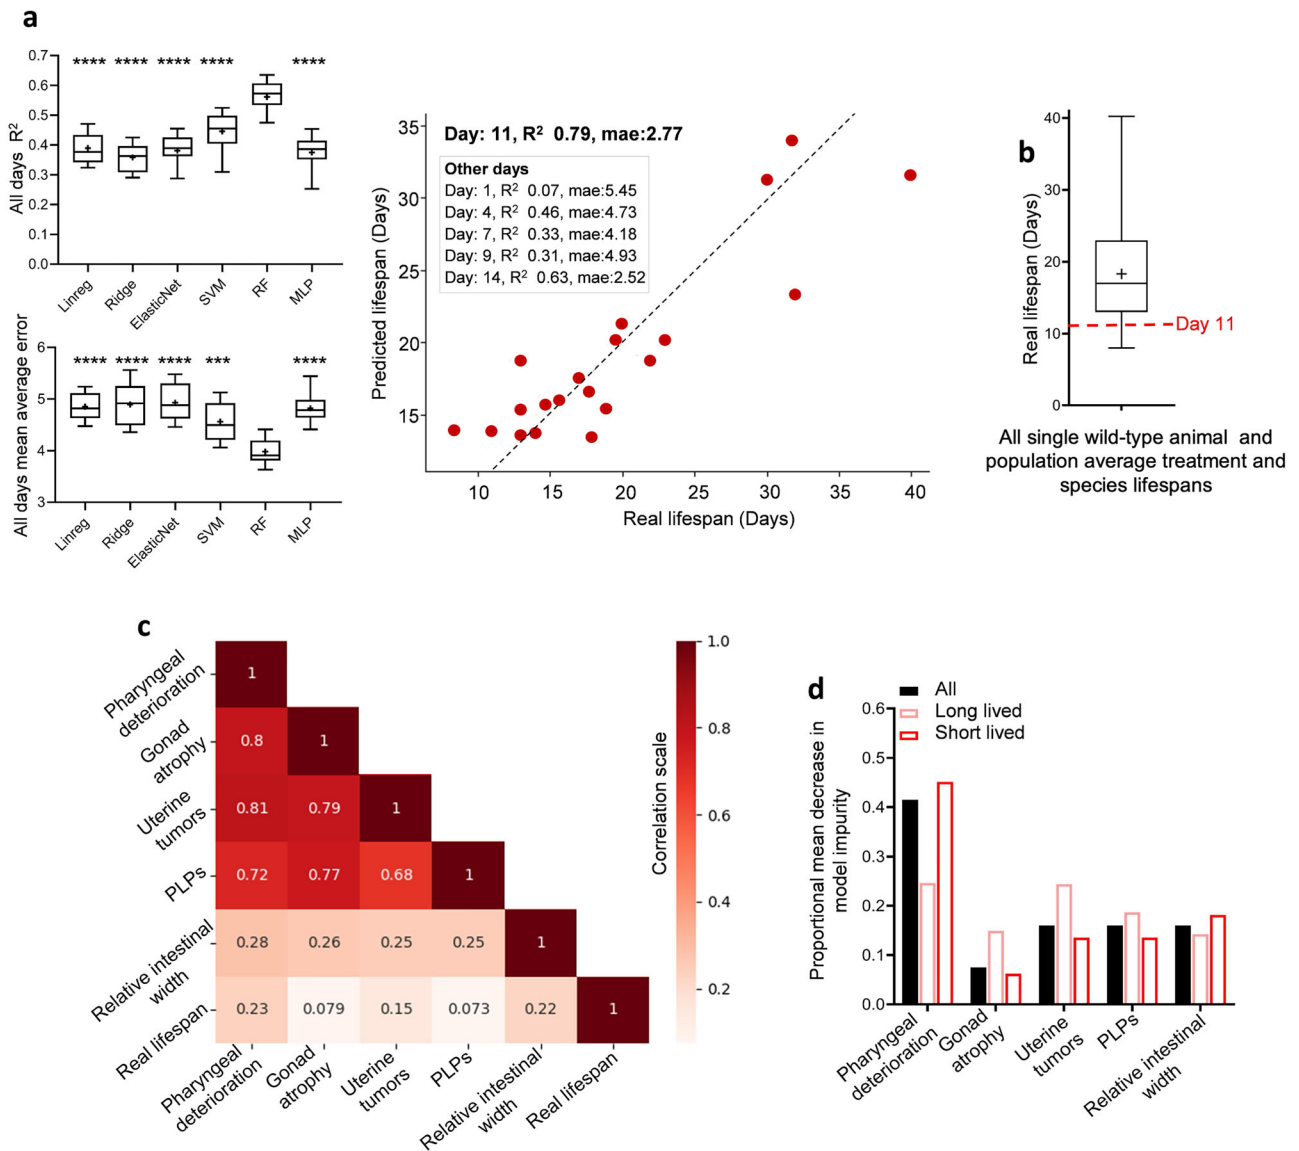 a
0.7
0.6
0.5
0.4
0.3
0.2
0.1
0.0
All days R²
**** **** **** **** ****
Linreg
Ridge
ElasticNet
SVM
RF
MLP
6
5
4
3
All days mean average error
**** **** **** *** ****
Linreg
Ridge
ElasticNet
SVM
RF
MLP
35
30
25
20
15
Predicted lifespan (Days)
Day: 11, R² 0.79, mae:2.77
Other days
Day: 1, R² 0.07, mae:5.45
Day: 4, R² 0.46, mae:4.73
Day: 7, R² 0.33, mae:4.18
Day: 9, R² 0.31, mae:4.93
Day: 14, R² 0.63, mae:2.52
10 15 20 25 30 35 40
Real lifespan (Days)
b
40
30
20
10
0
Real lifespan (Days)
Day 11
All single wild-type animal and
population average treatment and
species lifespans
c
Pharyngeal
deterioration
Gonad
atrophy
Uterine
tumors
PLPs
Relative intestinal
width
Real lifespan
1
0.8 1
0.81 0.79 1
0.72 0.77 0.68 1
0.28 0.26 0.25 0.25 1
0.23 0.079 0.15 0.073 0.22 1
Pharyngeal
deterioration
Gonad
atrophy
Uterine
tumors
PLPs
Relative intestinal
width
Real lifespan
Correlation scale
1.0
0.8
0.6
0.4
0.2
d
All
Long lived
Short lived
0.6
0.5
0.4
0.3
0.2
0.1
0.0
Proportional mean decrease in
model impurity
Pharyngeal
deterioration
Gonad
atrophy
Uterine
tumors
PLPs
Relative intestinal
width